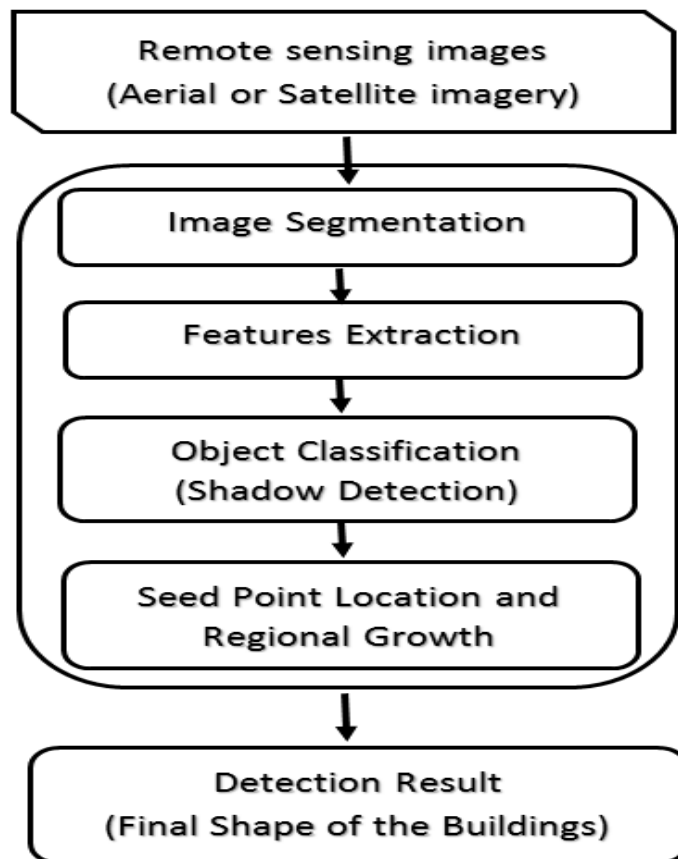 Remote sensing images
(Aerial or Satellite imagery)
Image Segmentation
Features Extraction
Object Classification
(Shadow Detection)
Seed Point Location and
Regional Growth
Detection Result
(Final Shape of the Buildings)